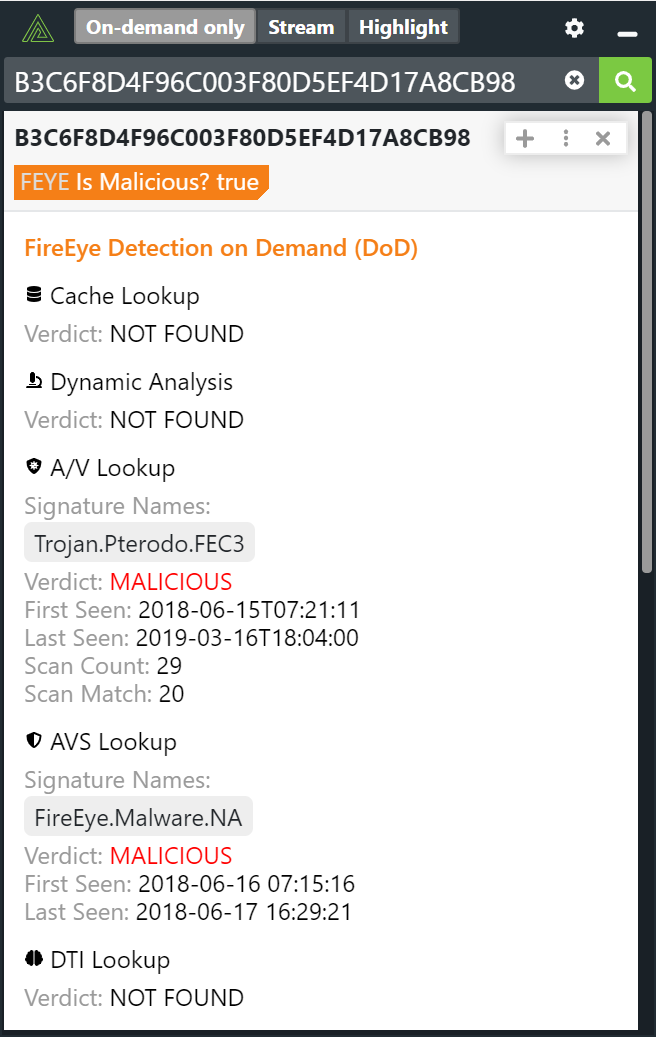 On-demand only Stream Highlight
B3C6F8D4F96C003F80D5EF4D17A8CB98
B3C6F8D4F96C003F80D5EF4D17A8CB98
FEYE Is Malicious? true
FireEye Detection on Demand (DoD)
Cache Lookup
Verdict: NOT FOUND
Dynamic Analysis
Verdict: NOT FOUND
A/V Lookup
Signature Names:
Trojan.Pterodo.FEC3
Verdict: MALICIOUS
First Seen: 2018-06-15T07:21:11
Last Seen: 2019-03-16T18:04:00
Scan Count: 29
Scan Match: 20
AVS Lookup
Signature Names:
FireEye.Malware.NA
Verdict: MALICIOUS
First Seen: 2018-06-16 07:15:16
Last Seen: 2018-06-17 16:29:21
DTI Lookup
Verdict: NOT FOUND